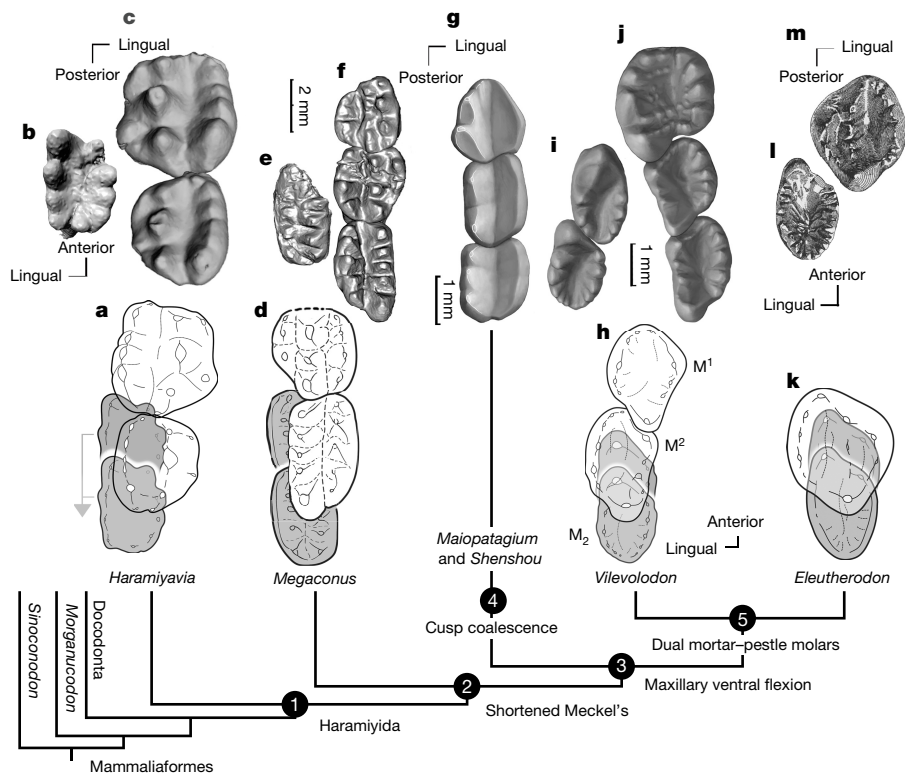 c
Lingual
Posterior
b
Anterior
Lingual
2 mm
e
f
g
Lingual
Posterior
1 mm
i
j
1 mm
m
Lingual
Posterior
l
Anterior
Lingual
a
d
h
M1
M2
M2
Anterior
Lingual
k
Haramiyavia
Megaconus
Maiopatagium
and Shenshou
Vilevolodon
Eleutherodon
Sinoconodon
Morganucodon
Docodonta
4
Cusp coalescence
5
Dual mortar–pestle molars
3
Maxillary ventral flexion
2
Shortened Meckel's
1
Haramiyida
Mammaliaformes